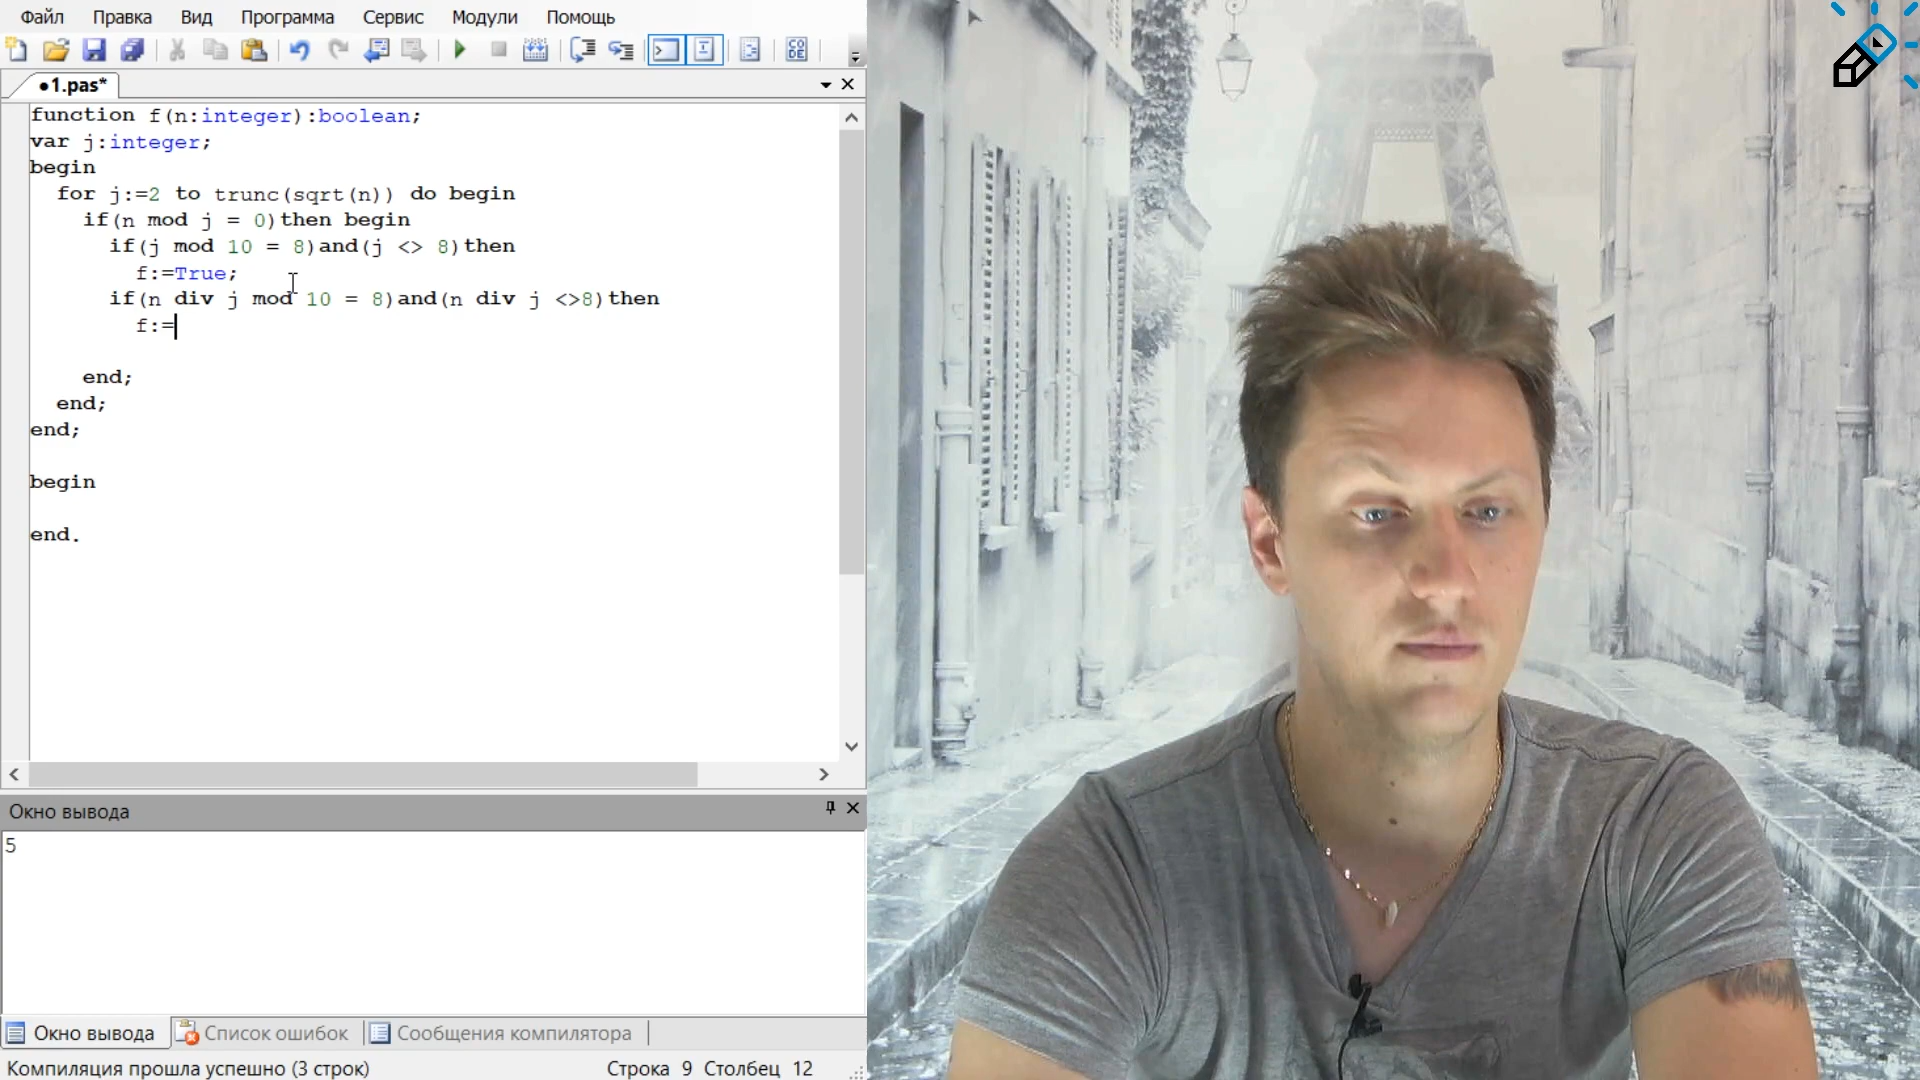 Файл Правка Вид Программа Сервис Модули Помощь
●1.pas*
function f(n:integer):boolean;
var j:integer;
begin
for j:=2 to trunc(sqrt(n)) do begin
if(n mod j = 0)then begin
if(j mod 10 = 8)and(j <> 8)then
f:=True;
if(n div j mod 10 = 8)and(n div j <>8)then
f:=
end;
end;
end;
begin
end.
Окно вывода
5
Окно вывода Список ошибок Сообщения компилятора
Компиляция прошла успешно (3 строк) Строка 9 Столбец 12